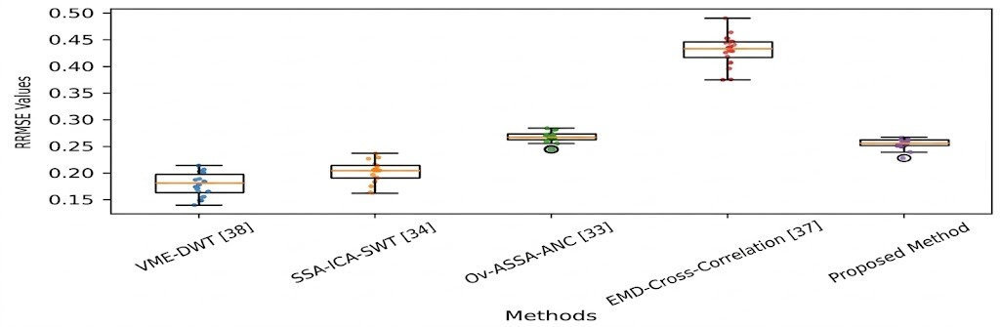 RRMSE Values
0.50
0.45
0.40
0.35
0.30
0.25
0.20
0.15
VME-DWT [38]
SSA-ICA-SWT [34]
Ov-ASSA-ANC [33]
EMD-Cross-Correlation [37]
Proposed Method
Methods